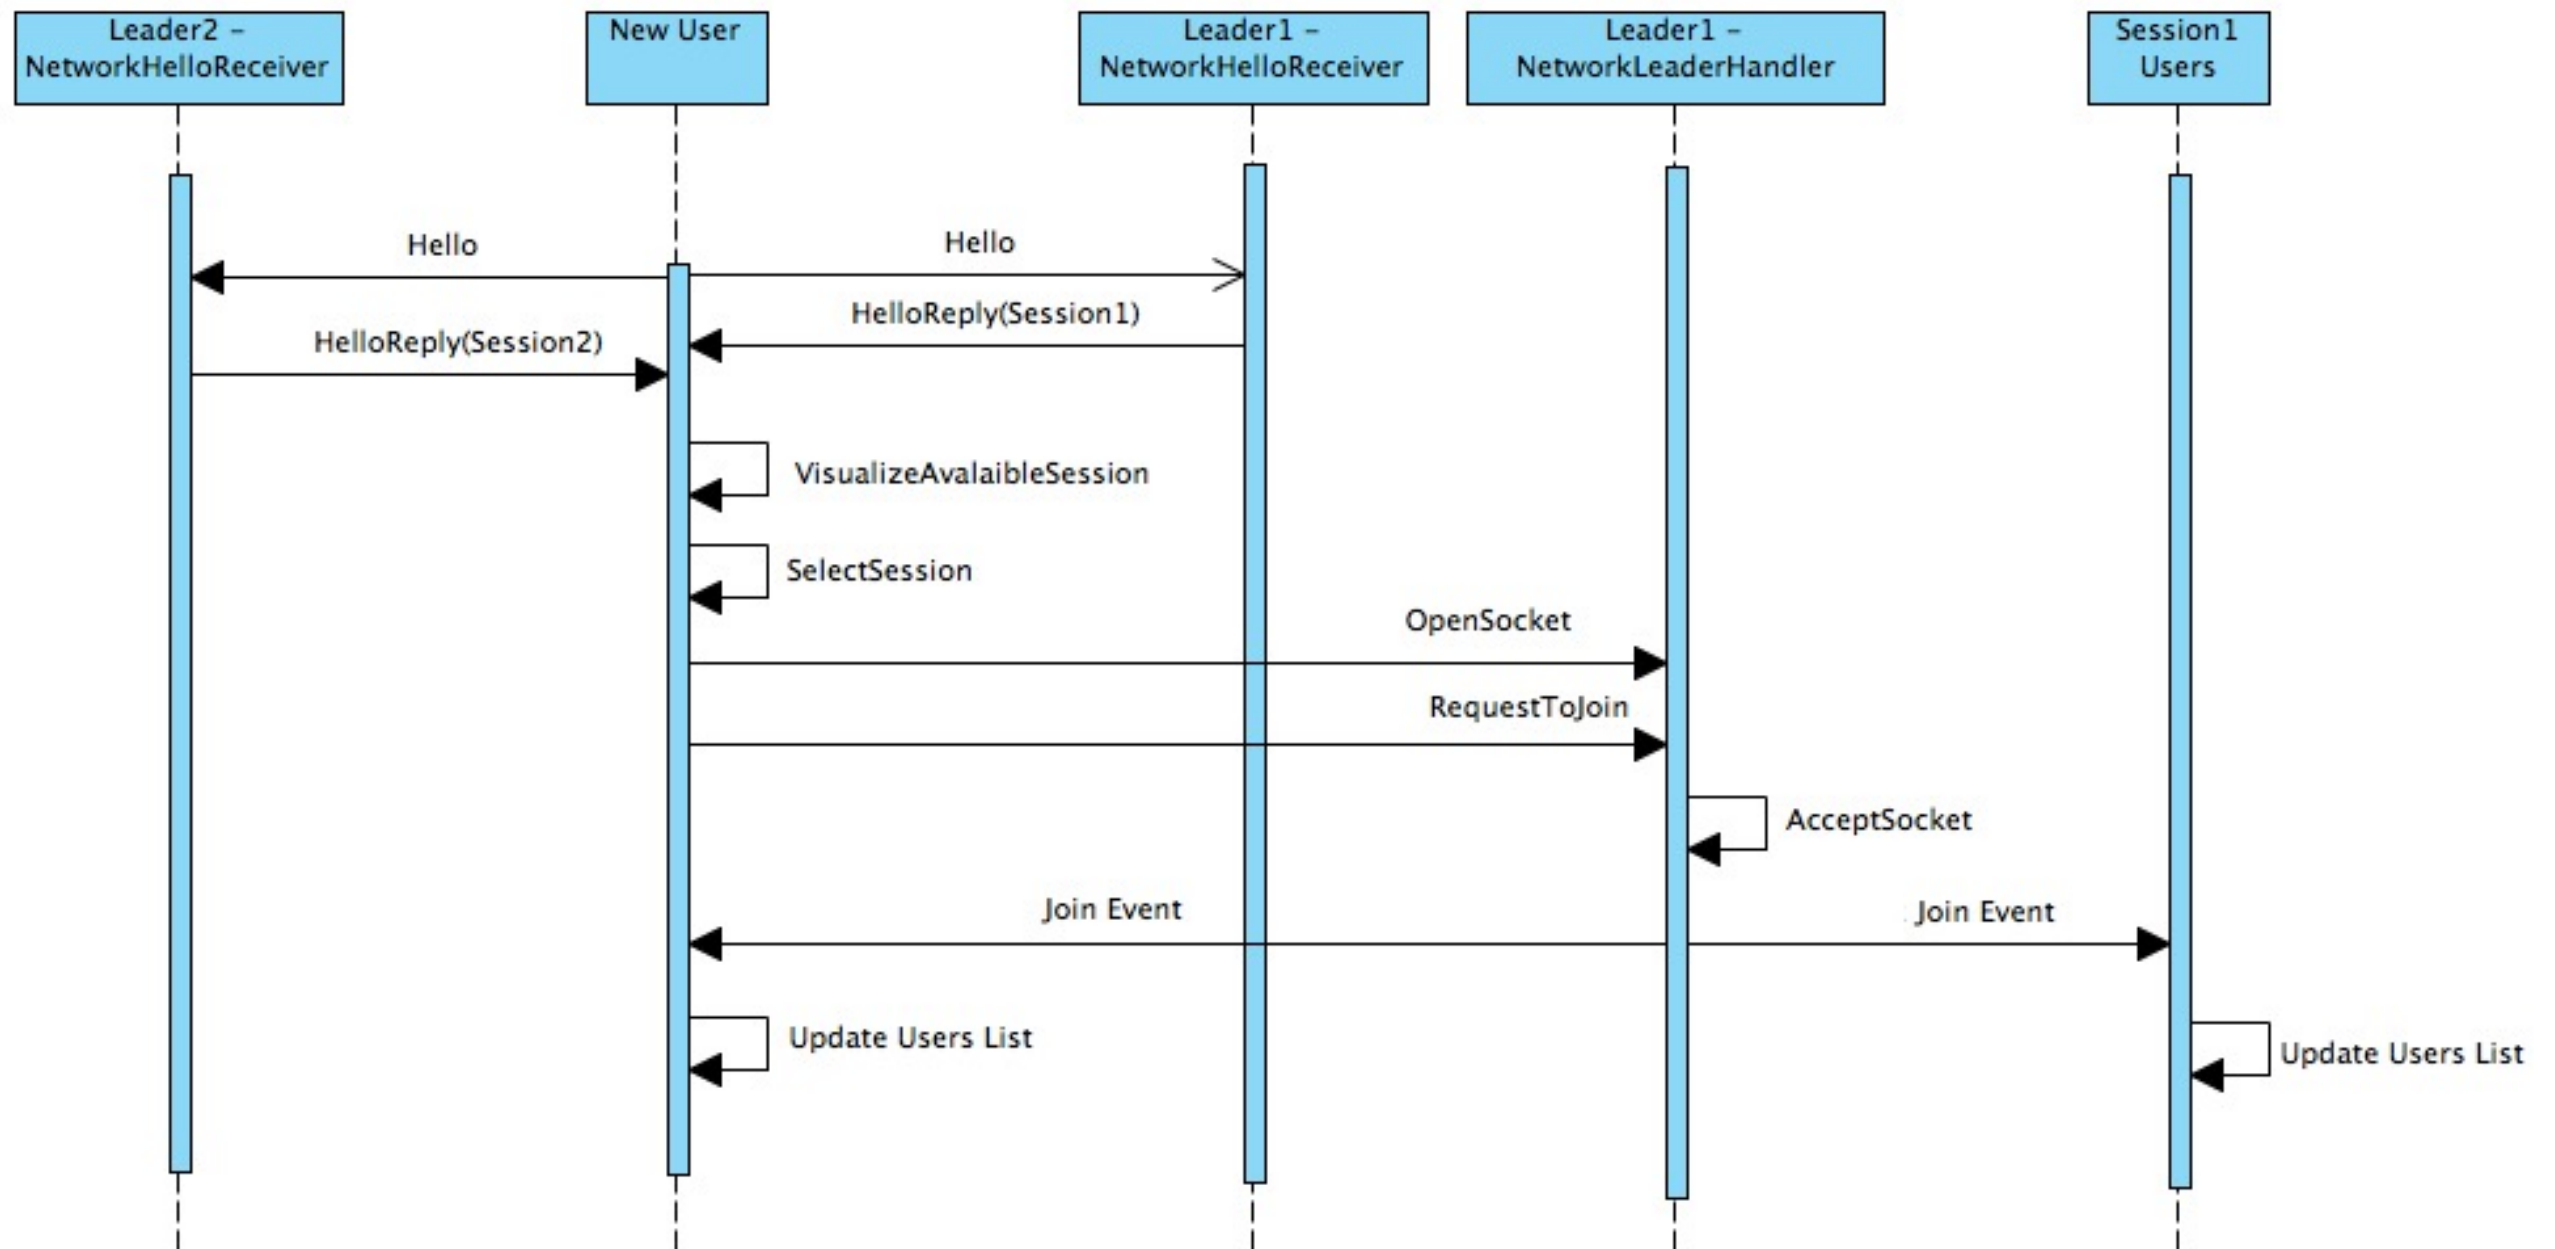 Leader2 –
NetworkHelloReceiver
New User
Leader1 –
NetworkHelloReceiver
Leader1 –
NetworkLeaderHandler
Session1
Users
Hello
Hello
HelloReply(Session1)
HelloReply(Session2)
VisualizeAvalaibleSession
SelectSession
OpenSocket
RequestToJoin
AcceptSocket
Join Event
Join Event
Update Users List
Update Users List